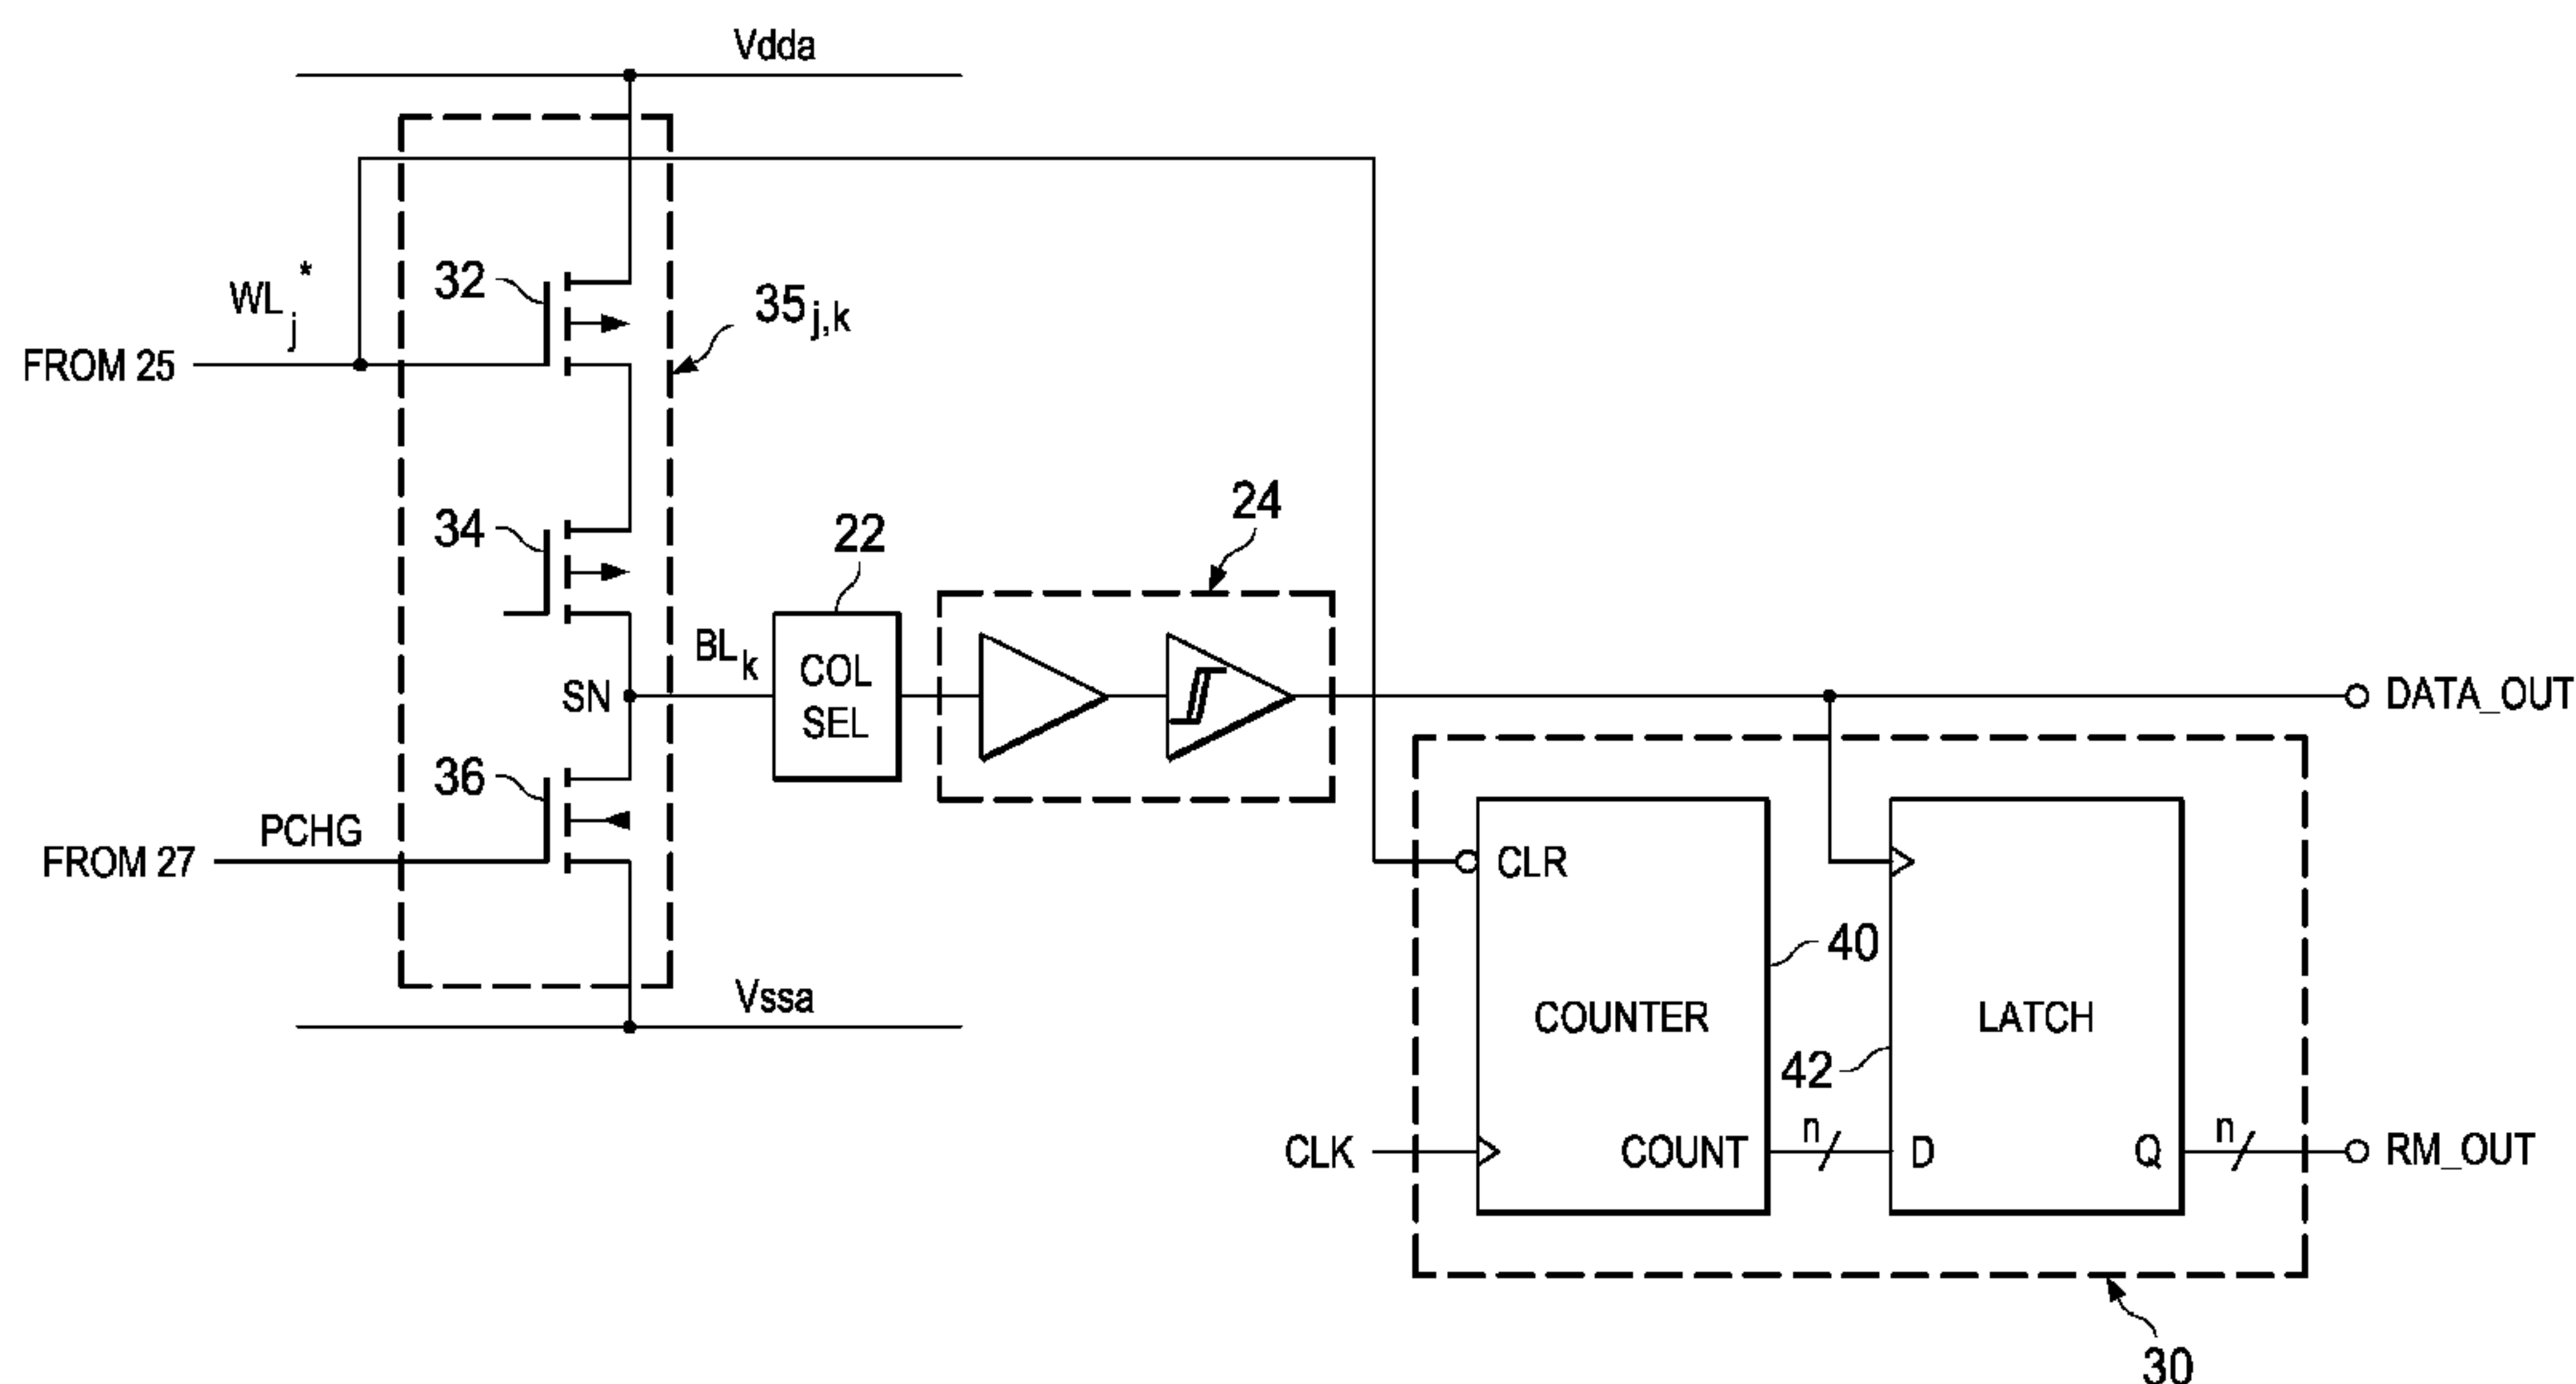 Vdda
WLj*
32
35j,k
FROM 25
34
22
24
BLk
COL
SEL
SN
DATA_OUT
36
PCHG
FROM 27
CLR
40
Vssa
COUNTER
LATCH
42
n
n
CLK
COUNT
D
Q
RM_OUT
30